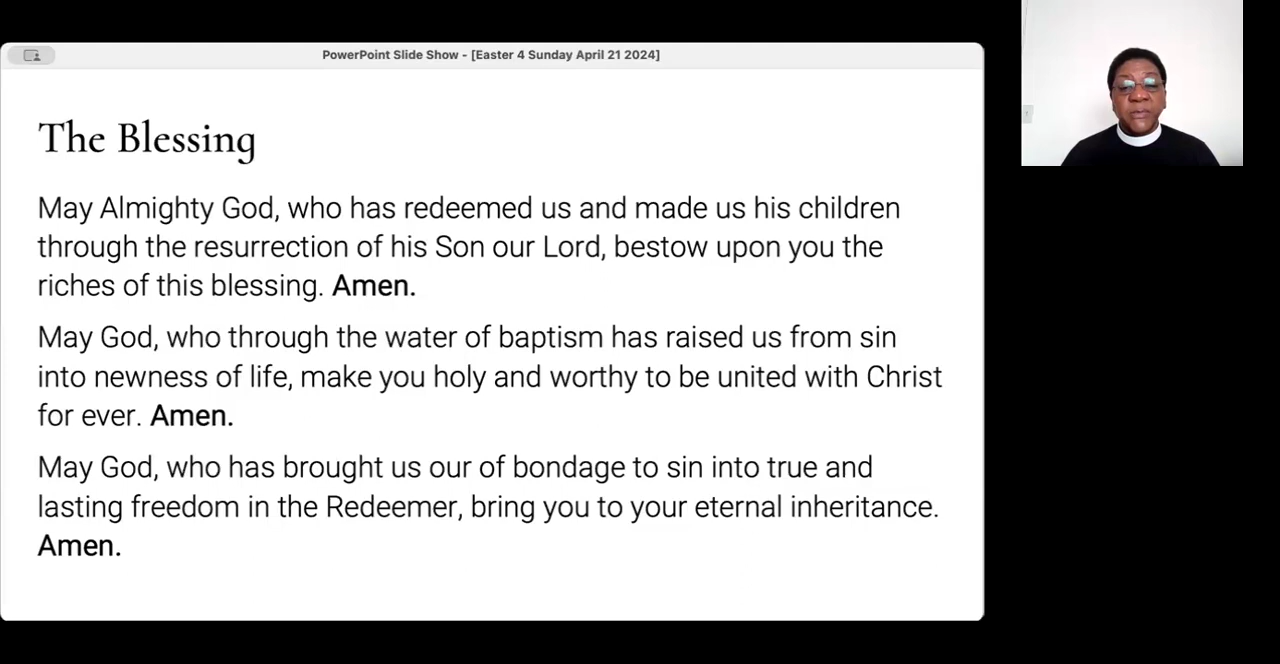 PowerPoint Slide Show - [Easter 4 Sunday April 21 2024]
The Blessing
May Almighty God, who has redeemed us and made us his children
through the resurrection of his Son our Lord, bestow upon you the
riches of this blessing. Amen.
May God, who through the water of baptism has raised us from sin
into newness of life, make you holy and worthy to be united with Christ
for ever. Amen.
May God, who has brought us our of bondage to sin into true and
lasting freedom in the Redeemer, bring you to your eternal inheritance.
Amen.